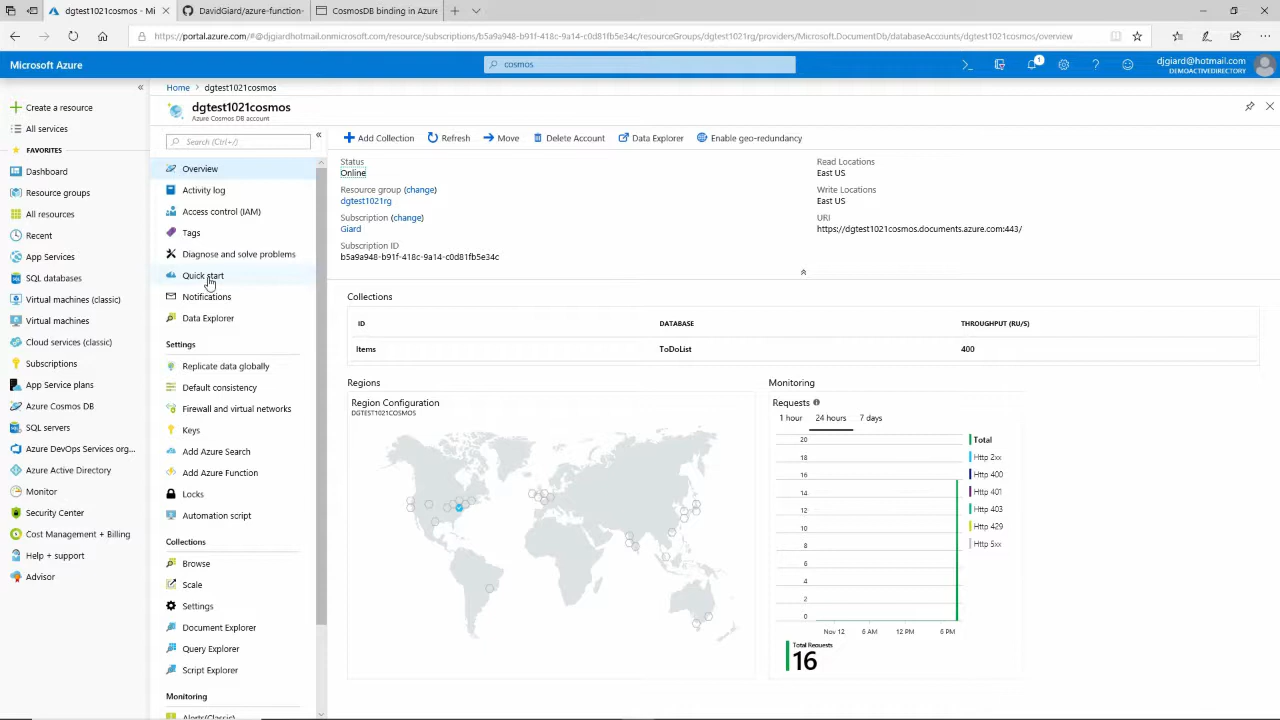 dgtest1021cosmos - Mi
DavidGiard/azure-function-
CosmosDB binding in Azure
https://portal.azure.com/#@djgiardhotmail.onmicrosoft.com/resource/subscriptions/b5a9a948-b91f-418c-9a14-c0d81fb5e34c/resourceGroups/dgtest1021rg/providers/Microsoft.DocumentDb/databaseAccounts/dgtest1021cosmos/overview
Microsoft Azure
cosmos
1
djgiard@hotmail.com
DEMOACTIVEDIRECTORY
Create a resource
All services
FAVORITES
Dashboard
Resource groups
All resources
Recent
App Services
SQL databases
Virtual machines (classic)
Virtual machines
Cloud services (classic)
Subscriptions
App Service plans
Azure Cosmos DB
SQL servers
Azure DevOps Services org...
Azure Active Directory
Monitor
Security Center
Cost Management + Billing
Help + support
Advisor
Home > dgtest1021cosmos
dgtest1021cosmos
Azure Cosmos DB account
Search (Ctrl+/)
Overview
Activity log
Access control (IAM)
Tags
Diagnose and solve problems
Quick start
Notifications
Data Explorer
Settings
Replicate data globally
Default consistency
Firewall and virtual networks
Keys
Add Azure Search
Add Azure Function
Locks
Automation script
Collections
Browse
Scale
Settings
Document Explorer
Query Explorer
Script Explorer
Monitoring
Alerts(Classic)
Add Collection
Refresh
Move
Delete Account
Data Explorer
Enable geo-redundancy
Status
Online
Resource group (change)
dgtest1021rg
Subscription (change)
Giard
Subscription ID
b5a9a948-b91f-418c-9a14-c0d81fb5e34c
Read Locations
East US
Write Locations
East US
URI
https://dgtest1021cosmos.documents.azure.com:443/
Collections
ID DATABASE THROUGHPUT (RU/S)
Items ToDoList 400
Regions
Region Configuration
DGTEST1021COSMOS
Monitoring
Requests
1 hour 24 hours 7 days
20
18
16
14
12
10
8
6
4
2
0
Nov 12 6 AM 12 PM 6 PM
Total
Http 2xx
Http 400
Http 401
Http 403
Http 429
Http 5xx
Total Requests
16